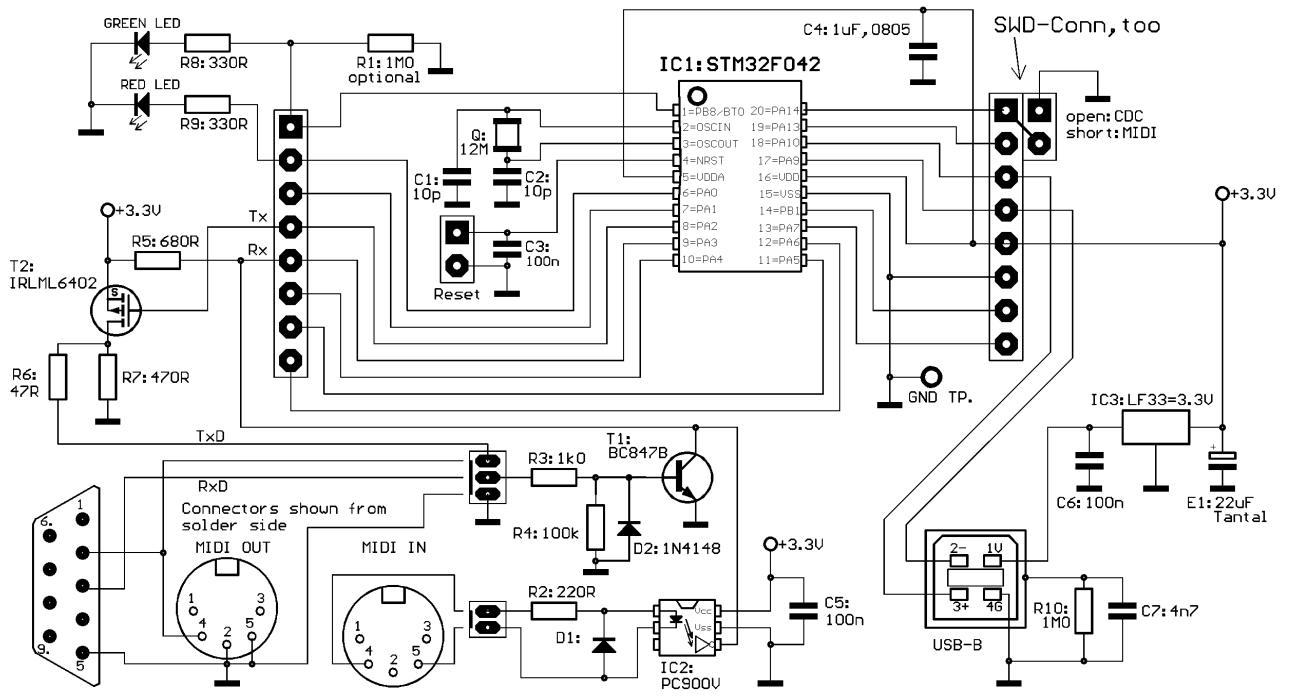 GREEN LED
R8:330R
R1:1M0
optional
RED LED
R9:330R
C4:1uF,0805
SWD-Conn,too
IC1:STM32F042
1=PB8/BT0
2=OSCIN
3=OSCOUT
4=NRST
5=VDDA
6=PA0
7=PA1
8=PA2
9=PA3
10=PA4
20=PA14
19=PA13
18=PA10
17=PA9
16=VDD
15=VSS
14=PB1
13=PA7
12=PA6
11=PA5
open:CDC
short:MIDI
Q:
12M
C1:
10p
C2:
10p
C3:
100n
Reset
+3.3V
Tx
R5:680R
Rx
T2:
IRLML6402
S
R6:
47R
R7:470R
+3.3V
GND TP.
IC3:LF33=3.3V
TxD
T1:
BC847B
R3:1k0
RxD
R4:100k
D2:1N4148
C6:100n
+
E1:22uF
Tantal
Connectors shown from
solder side
MIDI OUT
MIDI IN
6.
1
9.
5
1
3
4
2
5
1
3
4
2
5
R2:220R
D1:
+3.3V
Vcc
Vss
IC2:
PC900V
C5:
100n
2-
1V
3+
4G
USB-B
R10:
1M0
C7:4n7